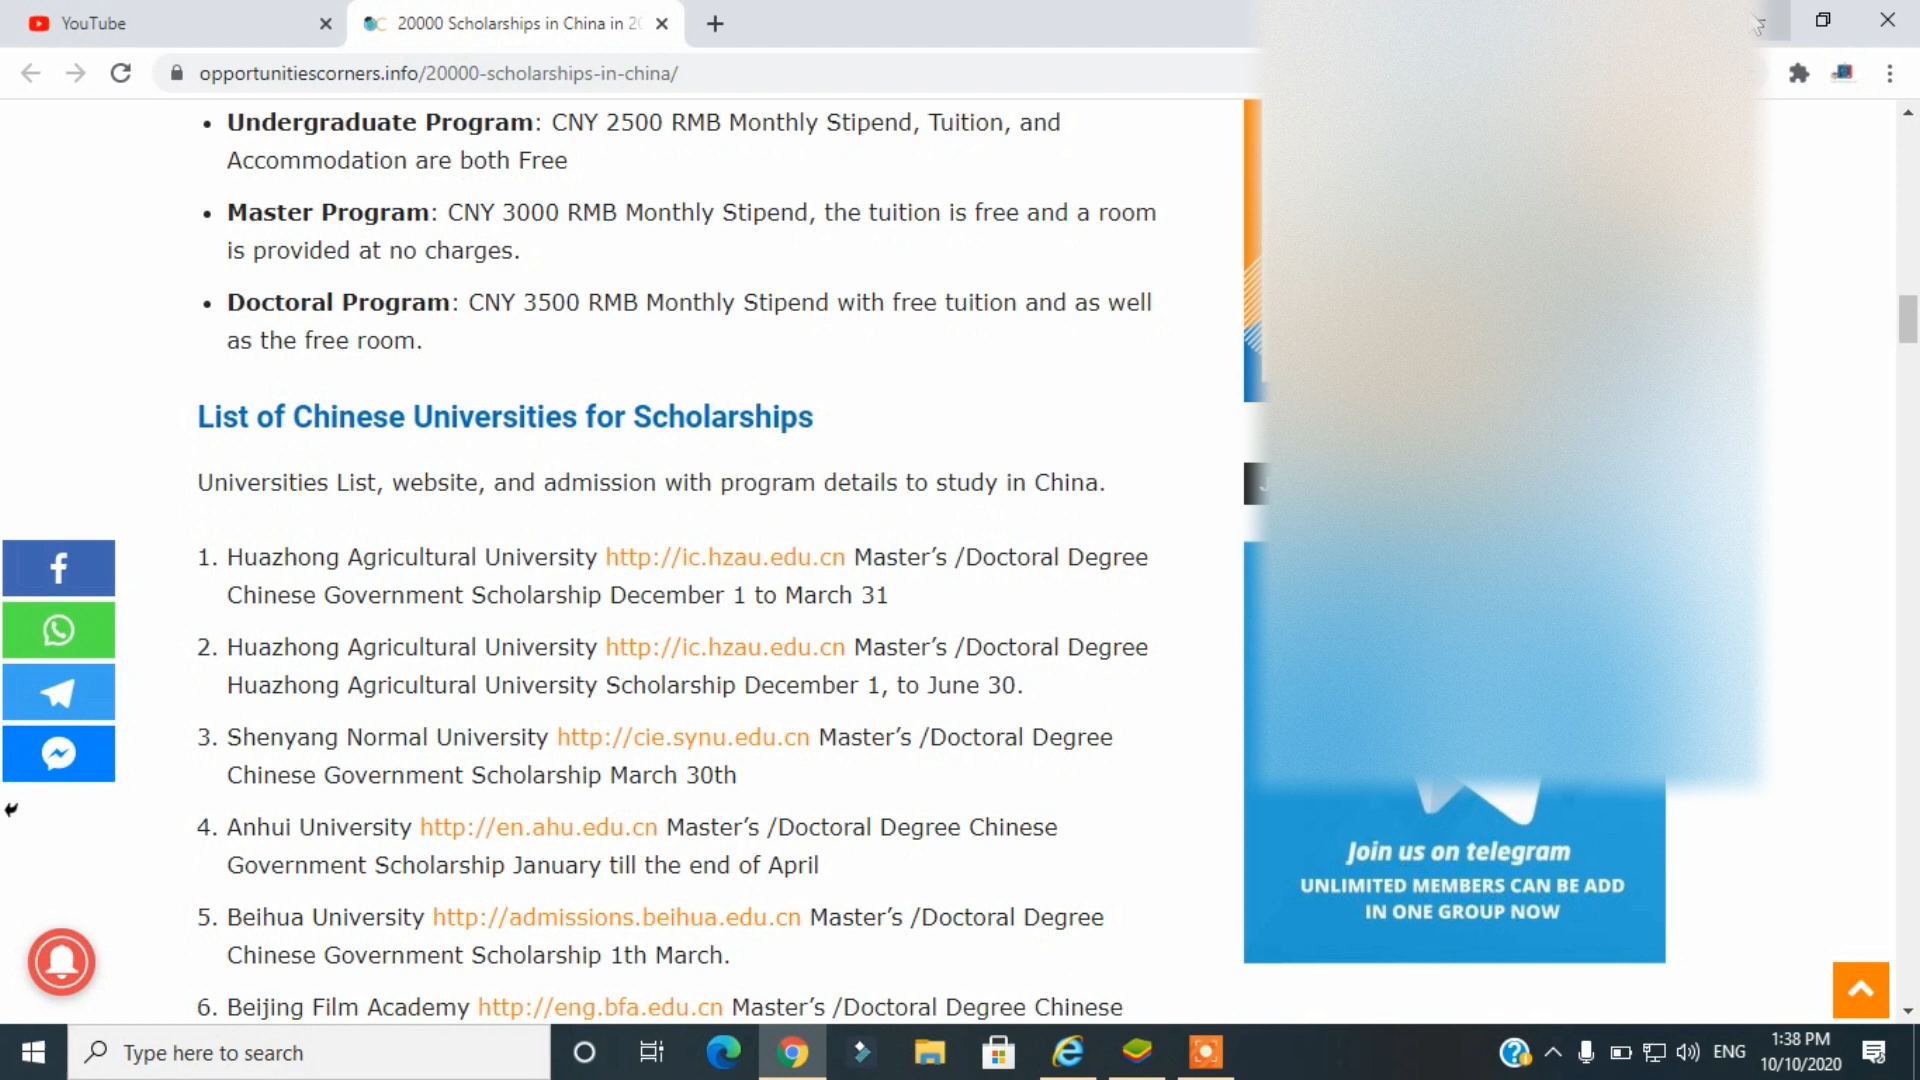 YouTube
20000 Scholarships in China in 20
opportunitiescorners.info/20000-scholarships-in-china/
• Undergraduate Program: CNY 2500 RMB Monthly Stipend, Tuition, and
Accommodation are both Free
• Master Program: CNY 3000 RMB Monthly Stipend, the tuition is free and a room
is provided at no charges.
• Doctoral Program: CNY 3500 RMB Monthly Stipend with free tuition and as well
as the free room.
List of Chinese Universities for Scholarships
Universities List, website, and admission with program details to study in China.
1. Huazhong Agricultural University http://ic.hzau.edu.cn Master’s /Doctoral Degree
Chinese Government Scholarship December 1 to March 31
2. Huazhong Agricultural University http://ic.hzau.edu.cn Master’s /Doctoral Degree
Huazhong Agricultural University Scholarship December 1, to June 30.
3. Shenyang Normal University http://cie.synu.edu.cn Master’s /Doctoral Degree
Chinese Government Scholarship March 30th
4. Anhui University http://en.ahu.edu.cn Master’s /Doctoral Degree Chinese
Government Scholarship January till the end of April
5. Beihua University http://admissions.beihua.edu.cn Master’s /Doctoral Degree
Chinese Government Scholarship 1th March.
6. Beijing Film Academy http://eng.bfa.edu.cn Master’s /Doctoral Degree Chinese
Join us on telegram
UNLIMITED MEMBERS CAN BE ADD
IN ONE GROUP NOW
Type here to search
ENG
1:38 PM
10/10/2020